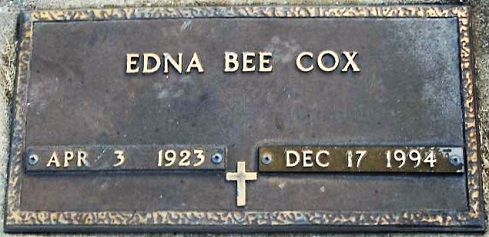 EDNA BEE COX
APR 3 1923 DEC 17 1994